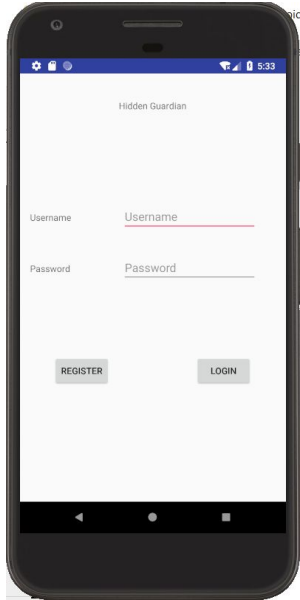 5:33
Hidden Guardian
Username Username
Password Password
REGISTER LOGIN